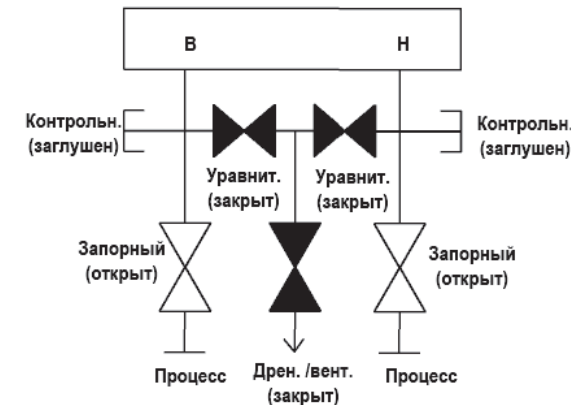 В Н
Контрольн.
(заглушен)
Контрольн.
(заглушен)
Уравнит.
(закрыт)
Уравнит.
(закрыт)
Запорный
(открыт)
Запорный
(открыт)
Процесс
Дрен. /вент.
(закрыт)
Процесс